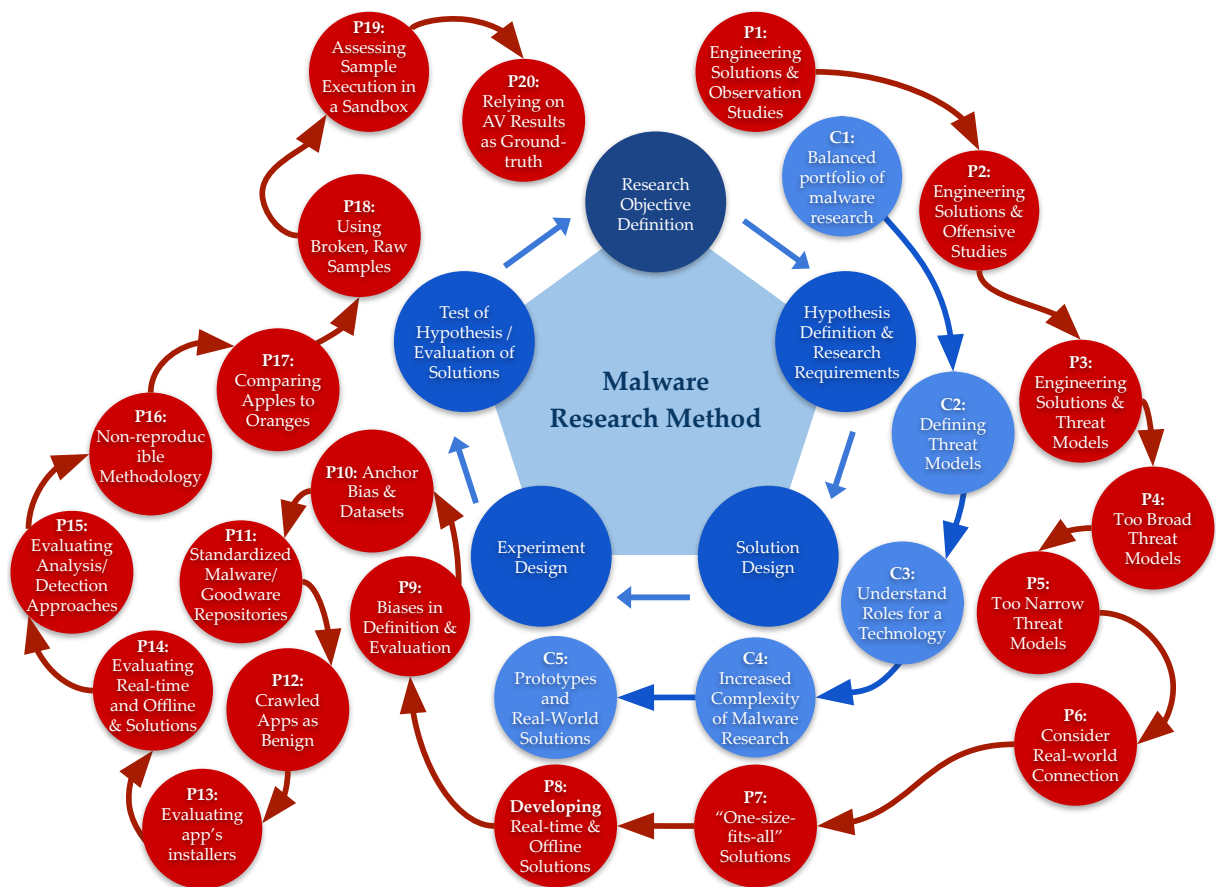 Malware
Research Method
Research
Objective
Definition
Hypothesis
Definition &
Research
Requirements
Solution
Design
Experiment
Design
Test of
Hypothesis /
Evaluation of
Solutions
C1:
Balanced
portfolio of
malware
research
C2:
Defining
Threat
Models
C3:
Understand
Roles for a
Technology
C4:
Increased
Complexity
of Malware
Research
C5:
Prototypes
and
Real-World
Solutions
P1:
Engineering
Solutions &
Observation
Studies
P2:
Engineering
Solutions &
Offensive
Studies
P3:
Engineering
Solutions &
Threat
Models
P4:
Too Broad
Threat
Models
P5:
Too Narrow
Threat
Models
P6:
Consider
Real-world
Connection
P7:
“One-size-
fits-all”
Solutions
P8:
Developing
Real-time &
Offline
Solutions
P9:
Biases in
Definition &
Evaluation
P10: Anchor
Bias &
Datasets
P11:
Standardized
Malware/
Goodware
Repositories
P12:
Crawled
Apps as
Benign
P13:
Evaluating
app's
installers
P14:
Evaluating
Real-time
and Offline
& Solutions
P15:
Evaluating
Analysis/
Detection
Approaches
P16:
Non-reproduc
ible
Methodology
P17:
Comparing
Apples to
Oranges
P18:
Using
Broken, Raw
Samples
P19:
Assessing
Sample
Execution in
a Sandbox
P20:
Relying on
AV Results
as Ground-
truth